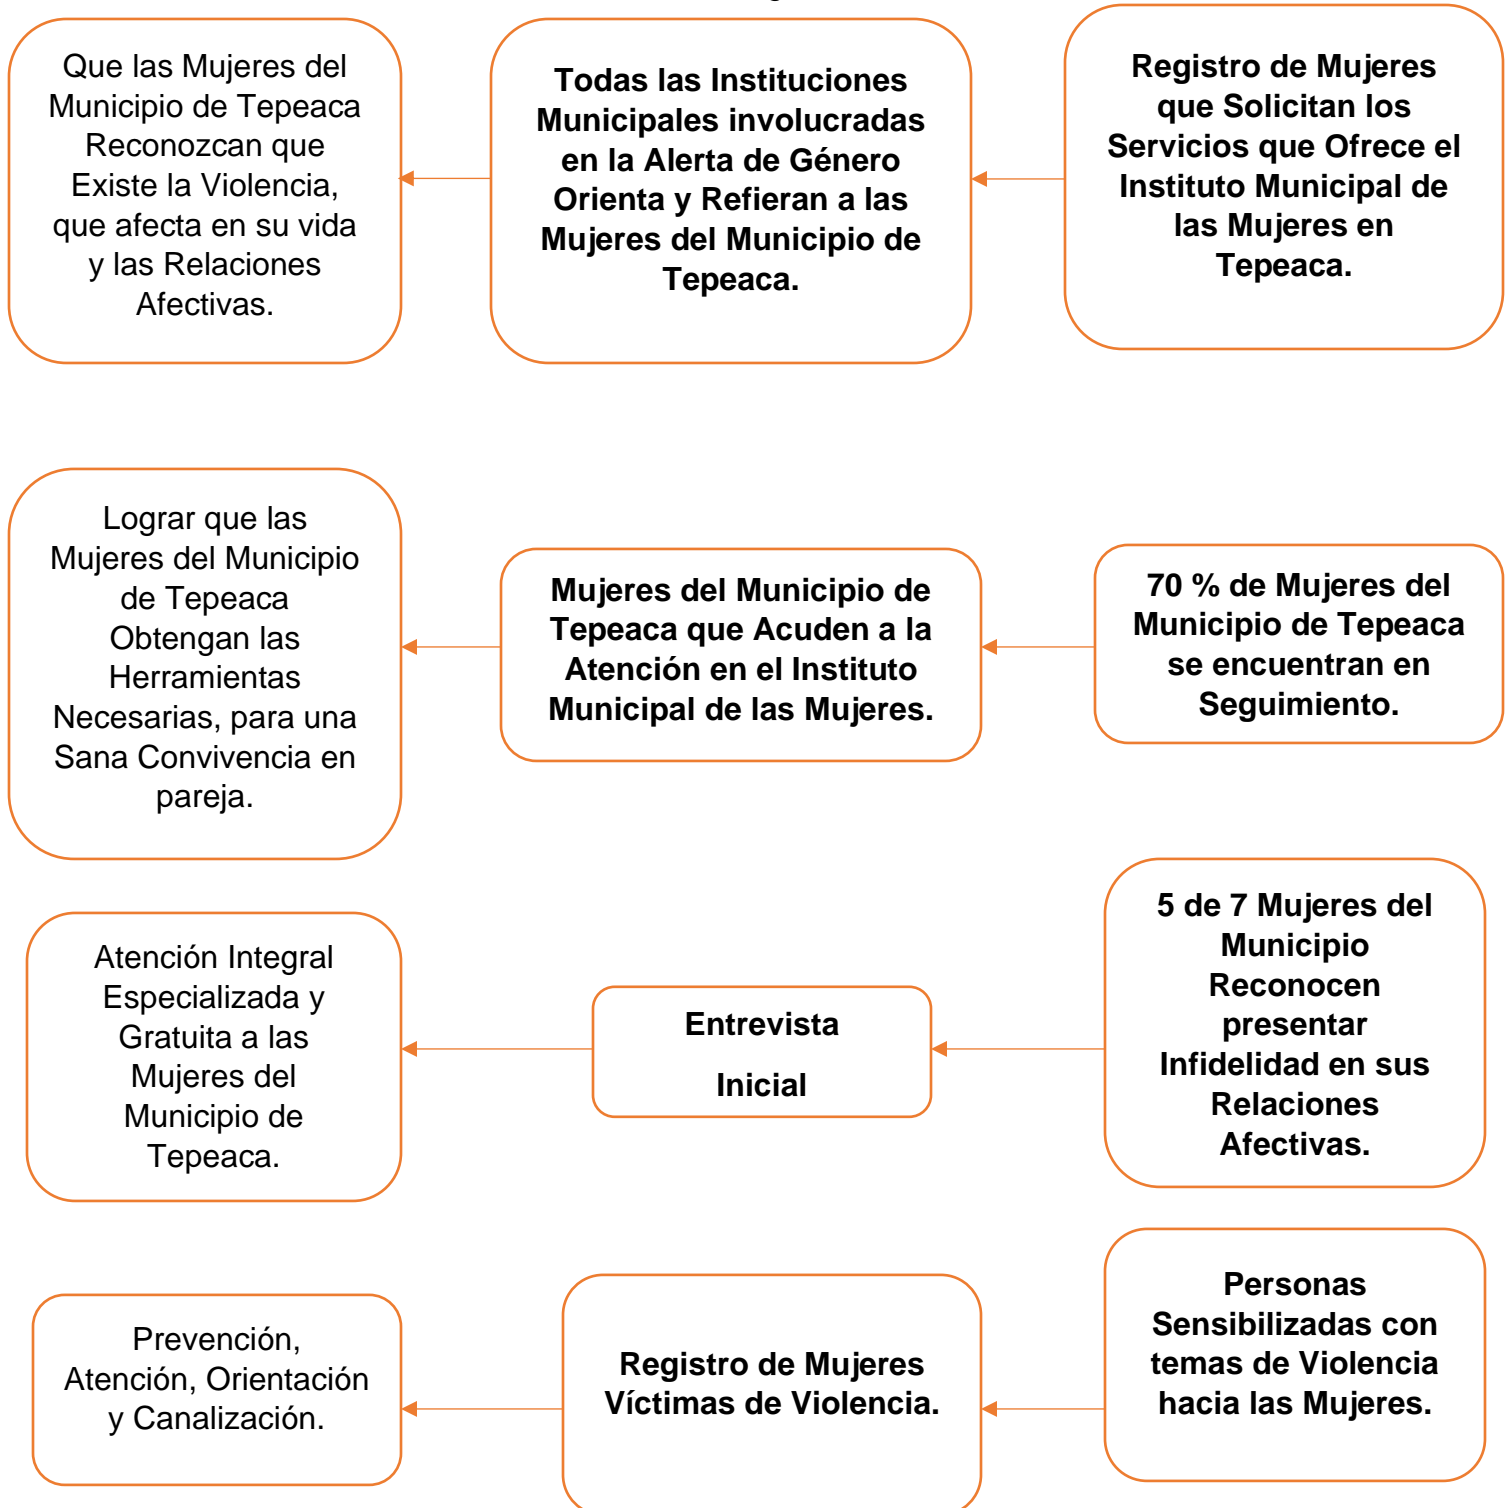 Que las Mujeres del
Municipio de Tepeaca
Reconozcan que
Existe la Violencia,
que afecta en su vida
y las Relaciones
Afectivas.
Todas las Instituciones
Municipales involucradas
en la Alerta de Género
Orienta y Refieran a las
Mujeres del Municipio de
Tepeaca.
Registro de Mujeres
que Solicitan los
Servicios que Ofrece el
Instituto Municipal de
las Mujeres en
Tepeaca.
Lograr que las
Mujeres del Municipio
de Tepeaca
Obtengan las
Herramientas
Necesarias, para una
Sana Convivencia en
pareja.
Mujeres del Municipio de
Tepeaca que Acuden a la
Atención en el Instituto
Municipal de las Mujeres.
70 % de Mujeres del
Municipio de Tepeaca
se encuentran en
Seguimiento.
Atención Integral
Especializada y
Gratuita a las
Mujeres del
Municipio de
Tepeaca.
Entrevista
Inicial
5 de 7 Mujeres del
Municipio
Reconocen
presentar
Infidelidad en sus
Relaciones
Afectivas.
Prevención,
Atención, Orientación
y Canalización.
Registro de Mujeres
Víctimas de Violencia.
Personas
Sensibilizadas con
temas de Violencia
hacia las Mujeres.